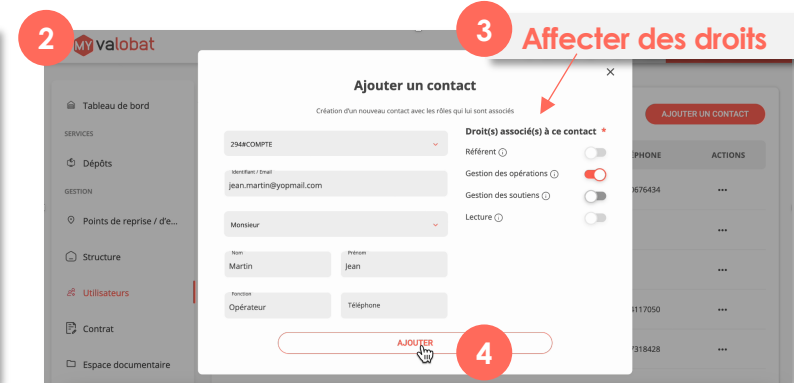 2
MY valobat
3
Affecter des droits
Ajouter un contact
Création d'un nouveau contact avec les rôles qui lui sont associés
Tableau de bord
SERVICES
Dépôts
GESTION
Points de reprise / d'e...
Structure
Utilisateurs
Contrat
Espace documentaire
294#COMPTE
Identifiant / Email
jean.martin@yopmail.com
Monsieur
Nom
Martin
Prénom
Jean
Fonction
Opérateur
Téléphone
Droit(s) associé(s) à ce contact *
Référent
Gestion des opérations
Gestion des soutiens
Lecture
AJOUTER
4
AJOUTER UN CONTACT
ÉPHONE
ACTIONS
0676434
...
...
...
4117050
...
7318428
...